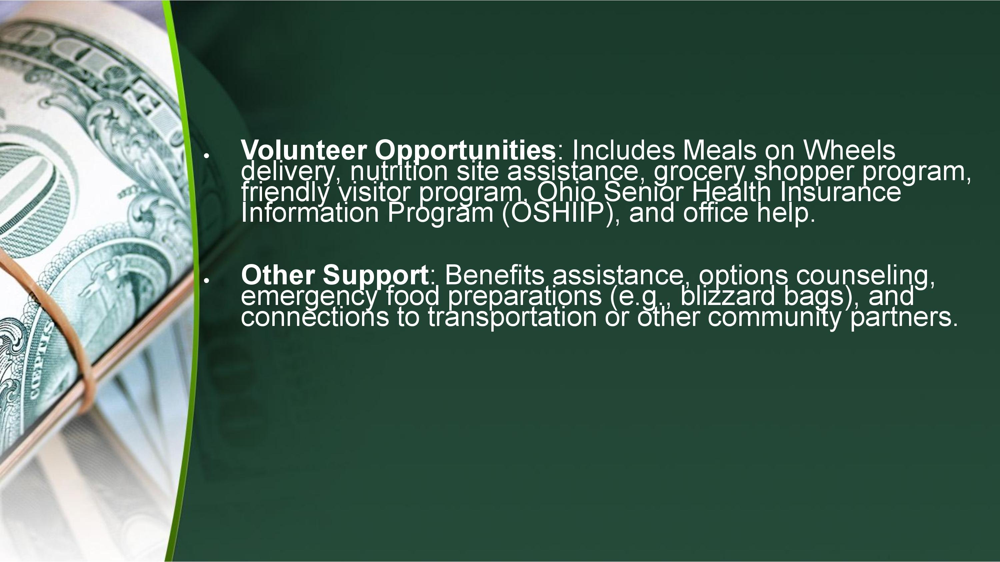 • Volunteer Opportunities: Includes Meals on Wheels
delivery, nutrition site assistance, grocery shopper program,
friendly visitor program, Ohio Senior Health Insurance
Information Program (OSHIIP), and office help.
• Other Support: Benefits assistance, options counseling,
emergency food preparations (e.g., blizzard bags), and
connections to transportation or other community partners.
COEPTIS